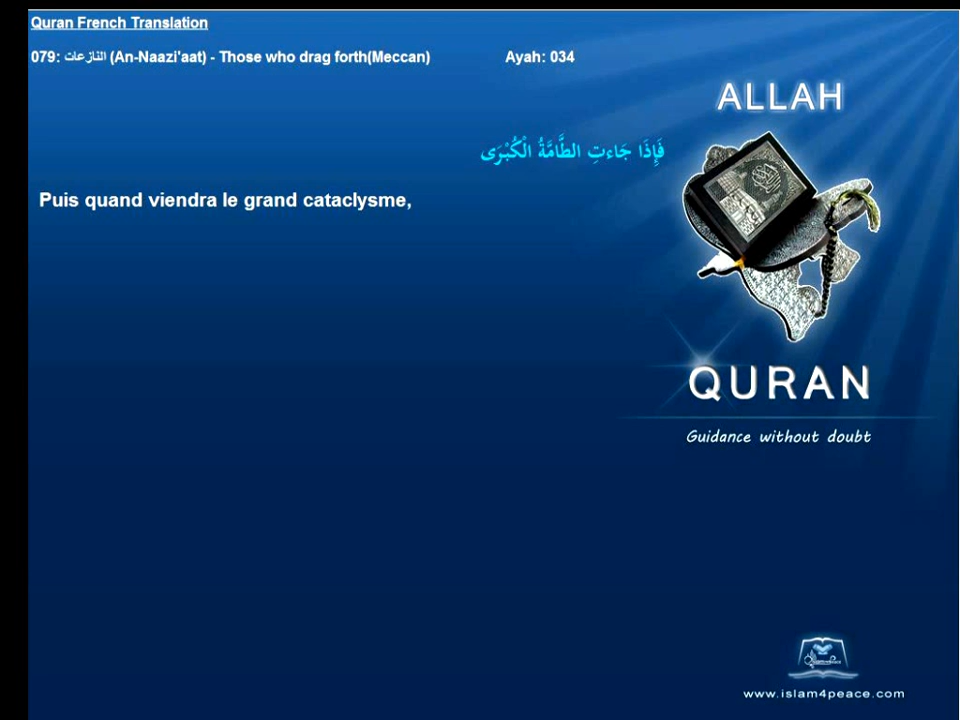 Quran French Translation
079: النازعات (An-Naazi'aat) - Those who drag forth(Meccan) Ayah: 034
ALLAH
فَإِذَا جَاءتِ الطَّامَّةُ الْكُبْرَى
Puis quand viendra le grand cataclysme,
QURAN
Guidance without doubt
www.islam4peace.com